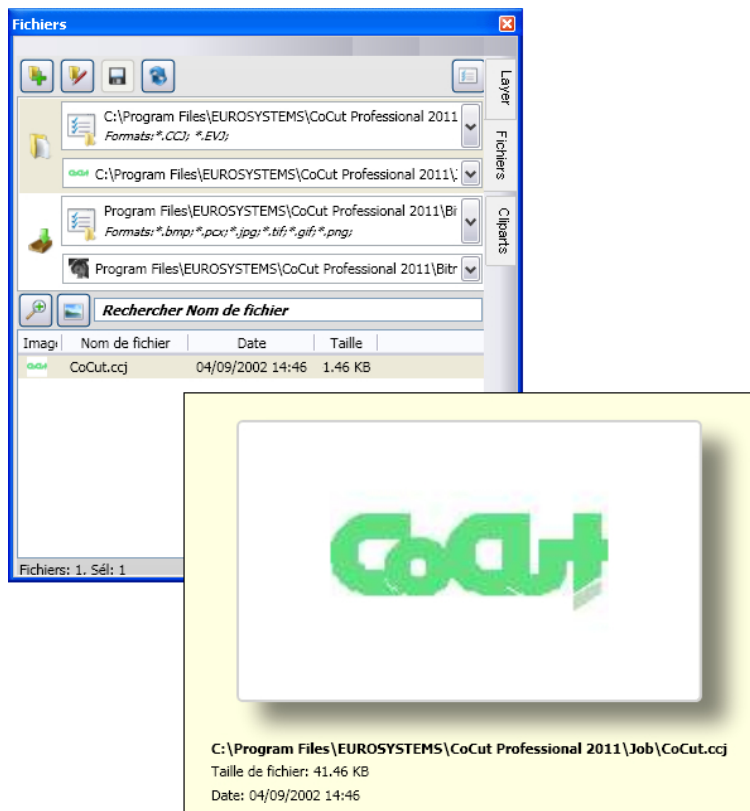 Fichiers
Layer
Fichiers
Cliparts
C:\Program Files\EUROSYSTEMS\CoCut Professional 2011
Formats:*.CCJ; *.EVJ;
C:\Program Files\EUROSYSTEMS\CoCut Professional 2011\J
Program Files\EUROSYSTEMS\CoCut Professional 2011\Bi
Formats:*.bmp;*.pcx;*.jpg;*.tif;*.gif;*.png;
Program Files\EUROSYSTEMS\CoCut Professional 2011\Bitr
Rechercher Nom de fichier
Image Nom de fichier Date Taille
CoCut.ccj 04/09/2002 14:46 1.46 KB
Fichiers: 1, Sél: 1
CoCut
C:\Program Files\EUROSYSTEMS\CoCut Professional 2011\Job\CoCut.ccj
Taille de fichier: 41.46 KB
Date: 04/09/2002 14:46